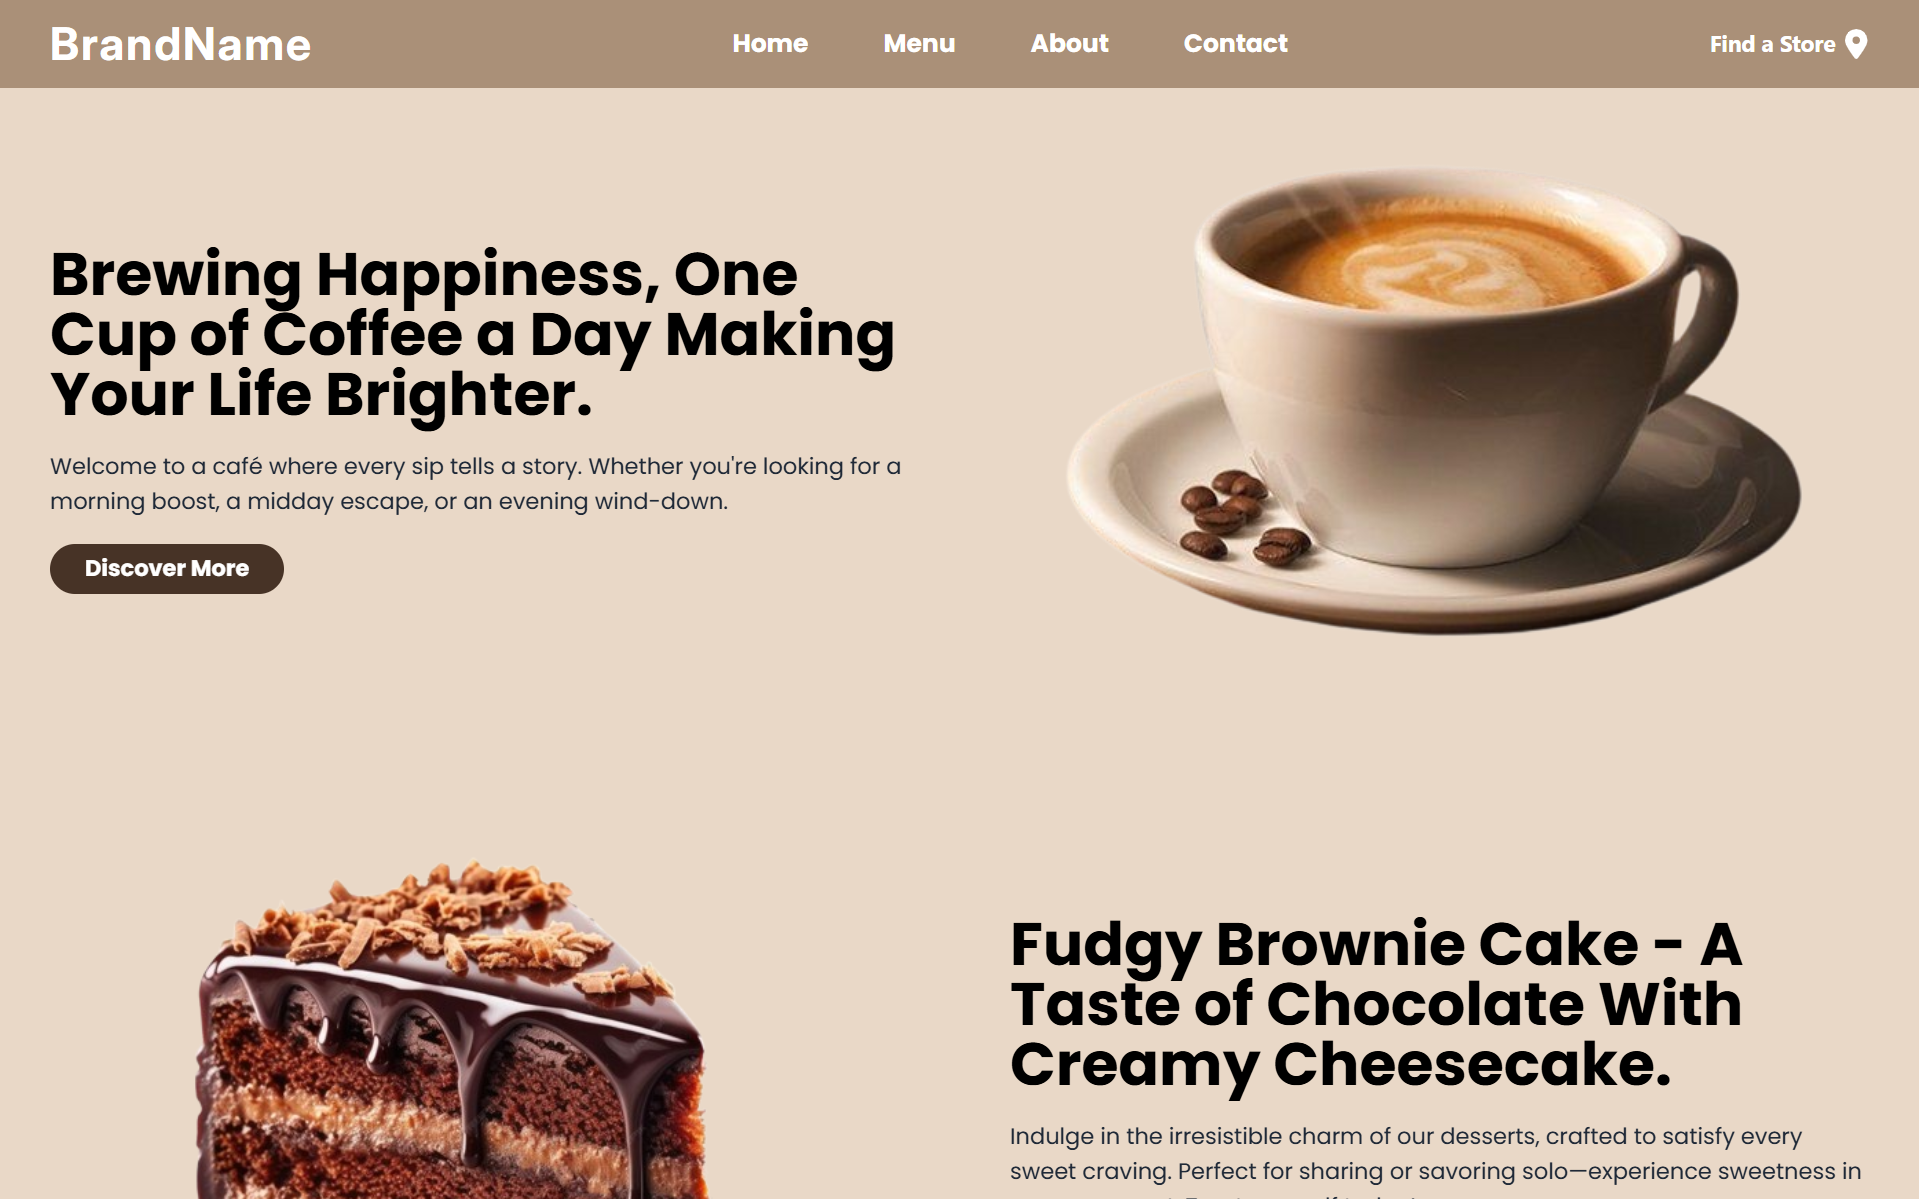 BrandName
Home Menu About Contact
Find a Store
Brewing Happiness, One
Cup of Coffee a Day Making
Your Life Brighter.
Welcome to a café where every sip tells a story. Whether you're looking for a
morning boost, a midday escape, or an evening wind-down.
Discover More
Fudgy Brownie Cake - A
Taste of Chocolate With
Creamy Cheesecake.
Indulge in the irresistible charm of our desserts, crafted to satisfy every
sweet craving. Perfect for sharing or savoring solo—experience sweetness in